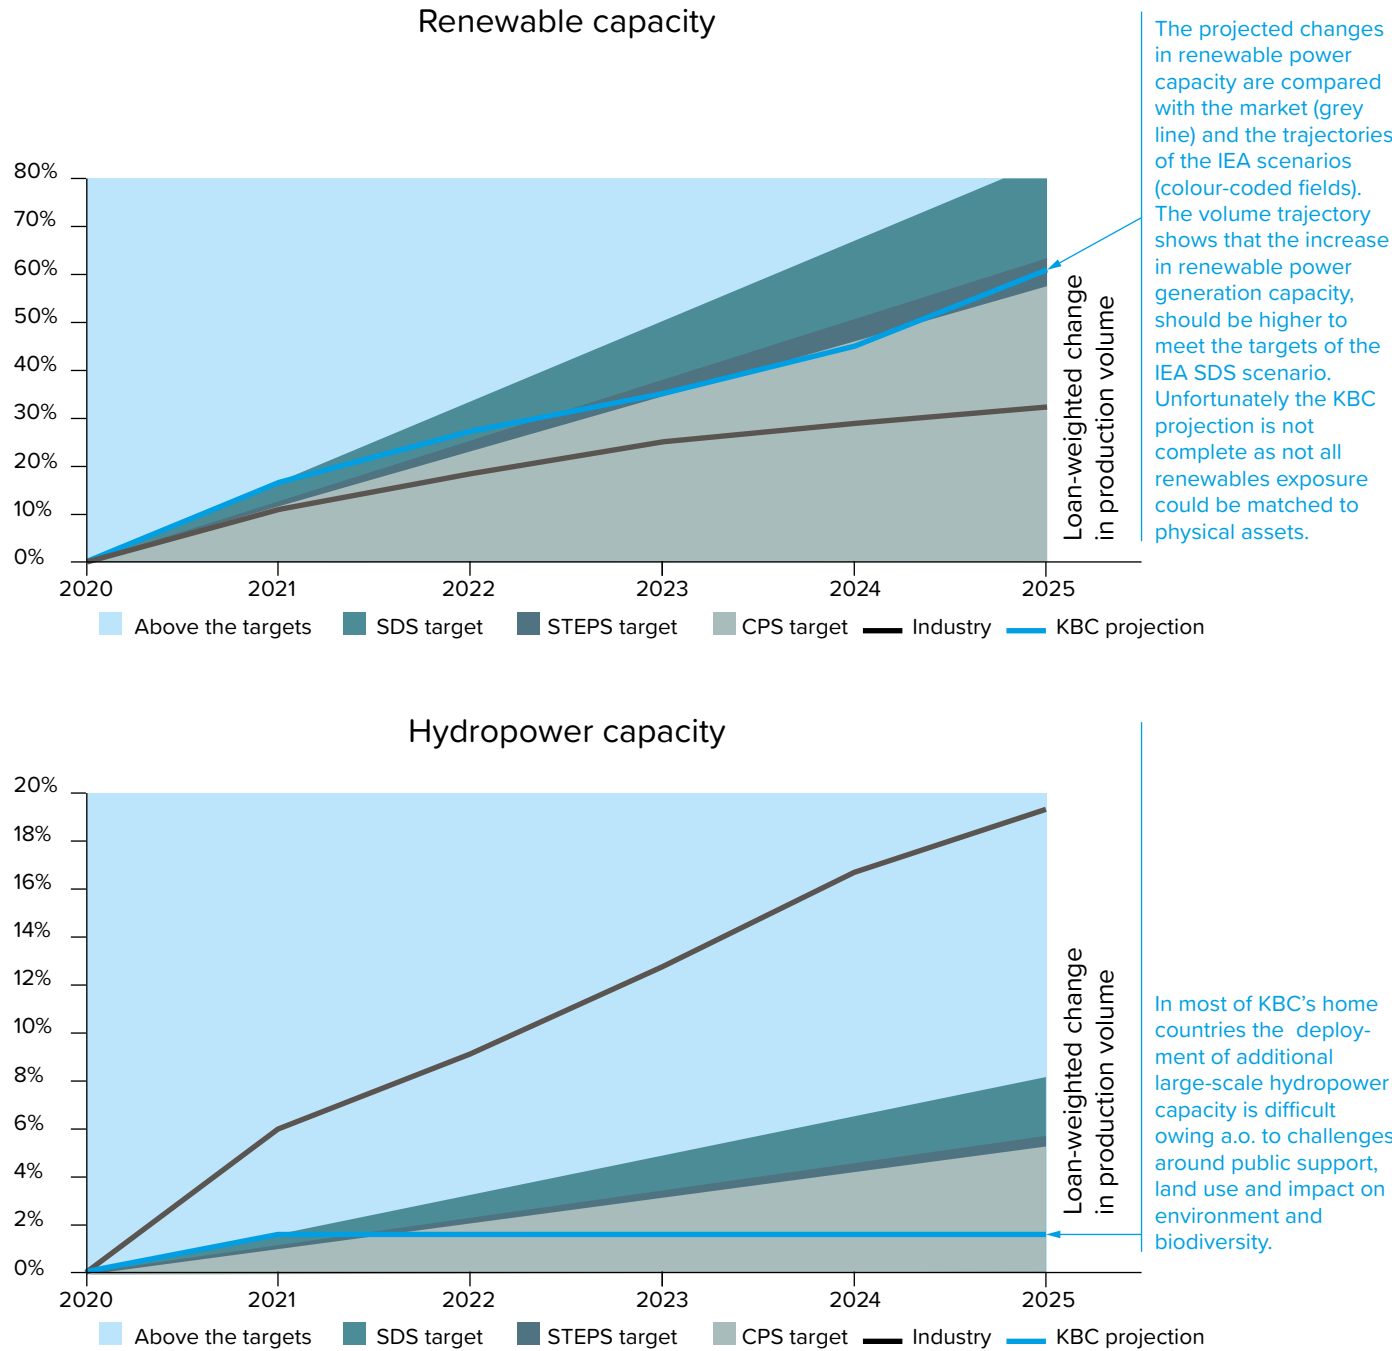 Renewable capacity
80%
70%
60%
50%
40%
30%
20%
10%
0%
2020 2021 2022 2023 2024 2025
Loan-weighted change
in production volume
Above the targets SDS target STEPS target CPS target Industry KBC projection
The projected changes
in renewable power
capacity are compared
with the market (grey
line) and the trajectories
of the IEA scenarios
(colour-coded fields).
The volume trajectory
shows that the increase
in renewable power
generation capacity,
should be higher to
meet the targets of the
IEA SDS scenario.
Unfortunately the KBC
projection is not
complete as not all
renewables exposure
could be matched to
physical assets.
Hydropower capacity
20%
18%
16%
14%
12%
10%
8%
6%
4%
2%
0%
2020 2021 2022 2023 2024 2025
Loan-weighted change
in production volume
Above the targets SDS target STEPS target CPS target Industry KBC projection
In most of KBC’s home
countries the deploy-
ment of additional
large-scale hydropower
capacity is difficult
owing a.o. to challenges
around public support,
land use and impact on
environment and
biodiversity.